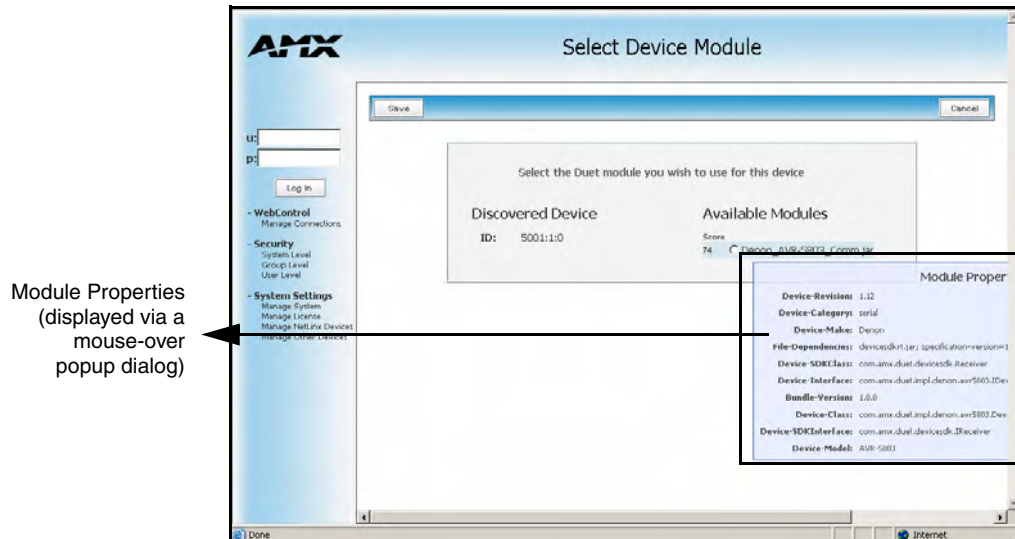 AMX
Select Device Module
Save
Cancel
u:
p:
Log In
- WebControl
Manage Connections
- Security
System Level
Group Level
User Level
- System Settings
Manage System
Manage License
Manage NetLinx Devices
Manage Other Devices
Select the Duet module you wish to use for this device
Discovered Device
ID: 5001:1:0
Available Modules
Score
74 Denon_AVR-5803_Comm.jar
Module Proper
Device-Revision: 1.12
Device-Category: serial
Device-Make: Denon
File-Dependencies: devicesdkrt.jar; specification-version=1
Device-SDKClass: com.amx.duet.devicesdk.Receiver
Device-Interface: com.amx.duet.impl.denon.avr5803.IDev
Bundle-Version: 1.0.0
Device-Class: com.amx.duet.impl.denon.avr5803.Dev
Device-SDKInterface: com.amx.duet.devicesdk.IReceiver
Device-Model: AVR-5803
Module Properties
(displayed via a
mouse-over
popup dialog)
Done
Internet